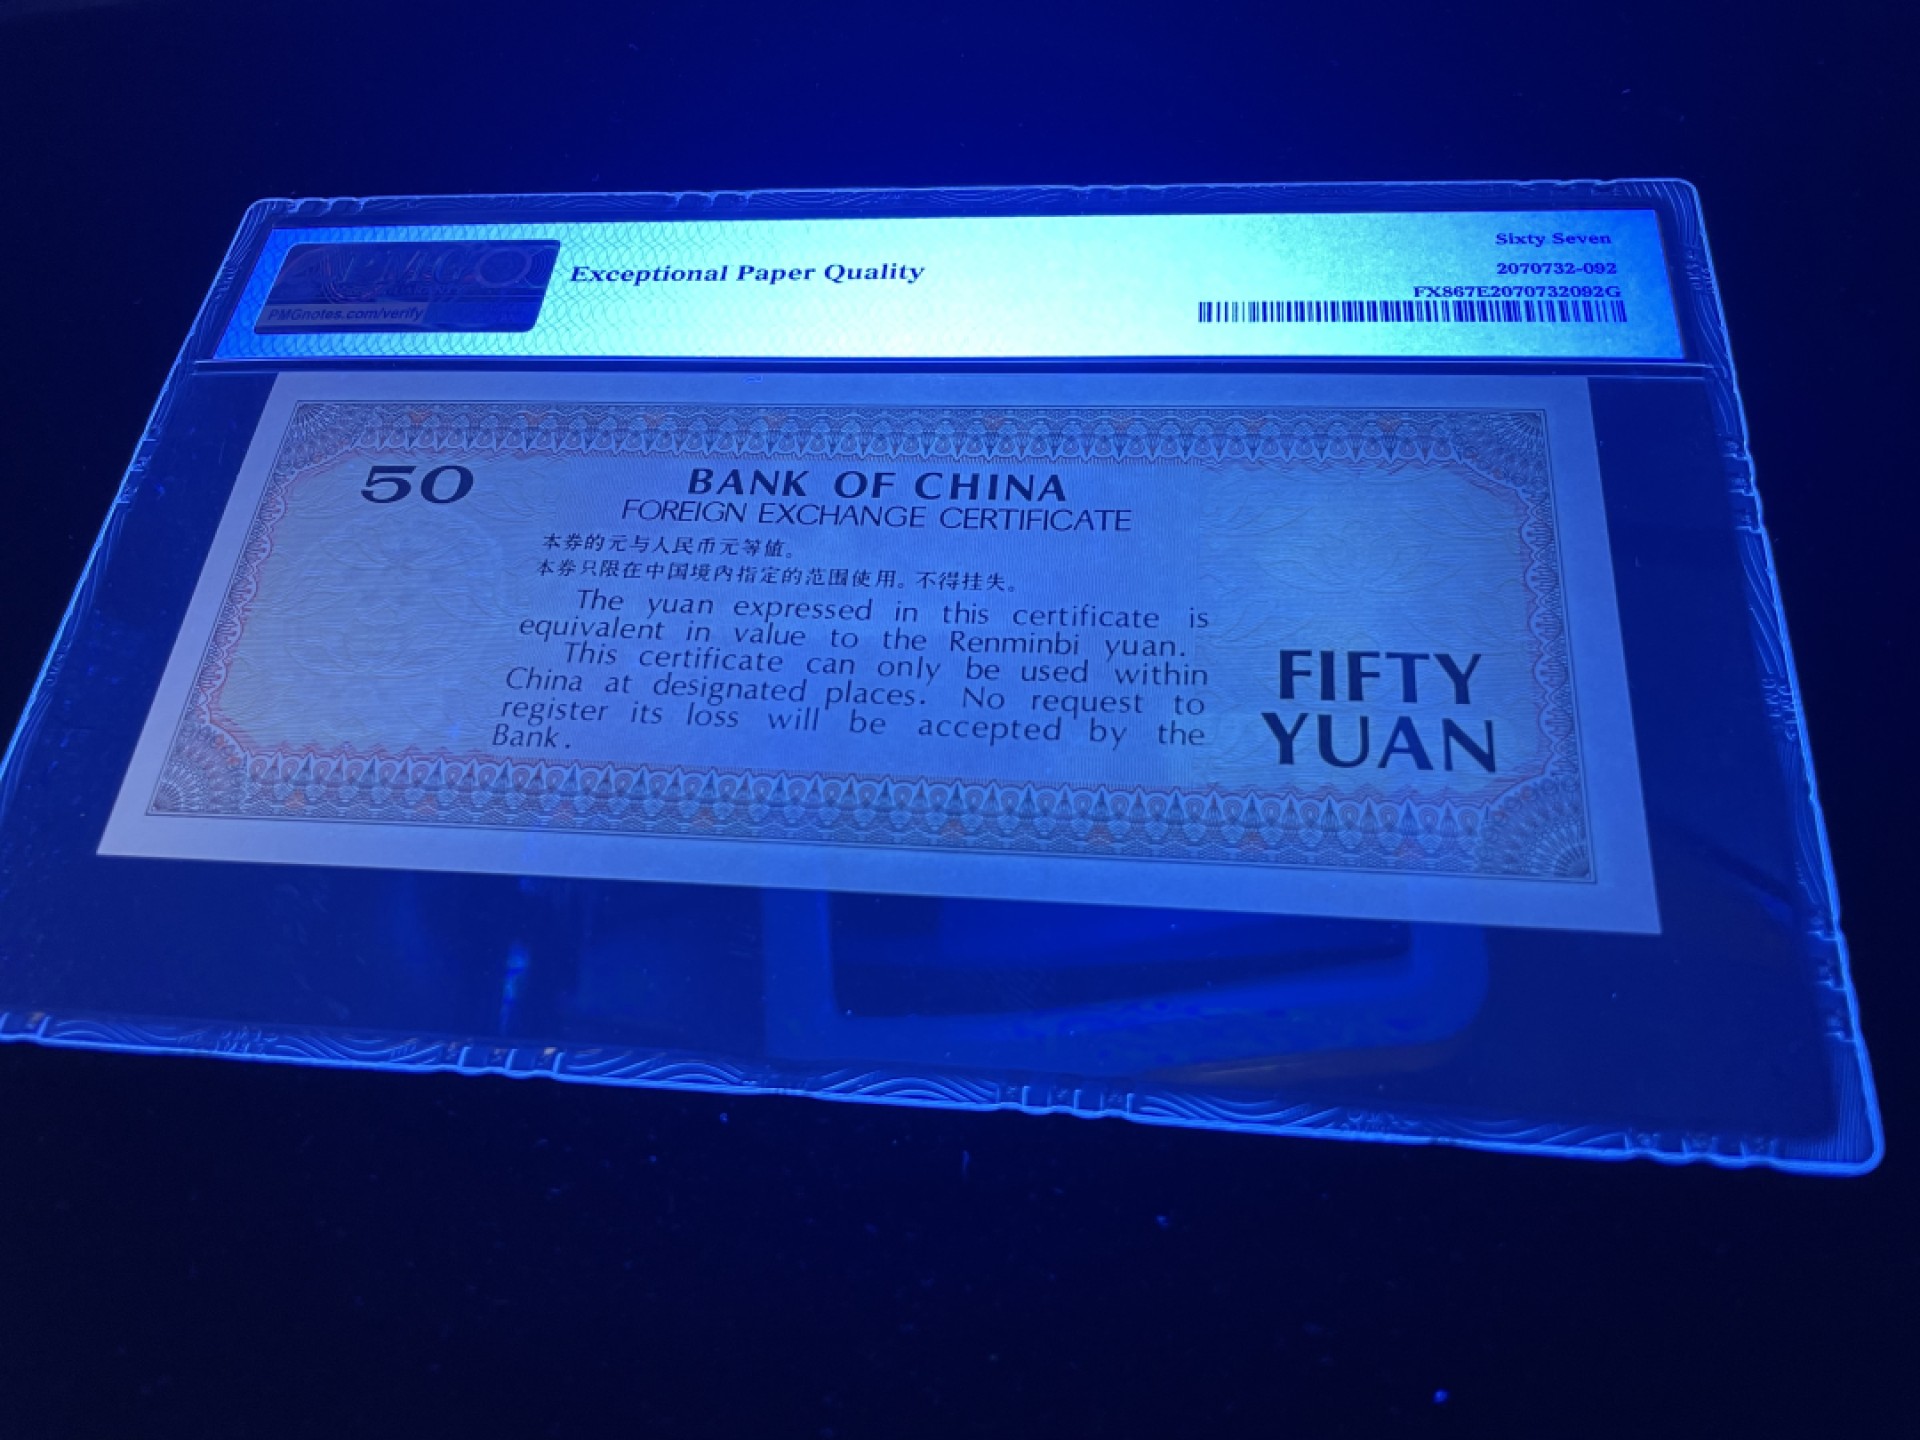 PMG
PMGnotes.com/verify
Exceptional Paper Quality
Sixty Seven
2070732-092
FX867E2070732092G
50
BANK OF CHINA
FOREIGN EXCHANGE CERTIFICATE
本券的元与人民币元等值。
本券只限在中国境内指定的范围使用。不得挂失。
The yuan expressed in this certificate is
equivalent in value to the Renminbi yuan.
This certificate can only be used within
China at designated places. No request to
register its loss will be accepted by the
Bank.
FIFTY
YUAN